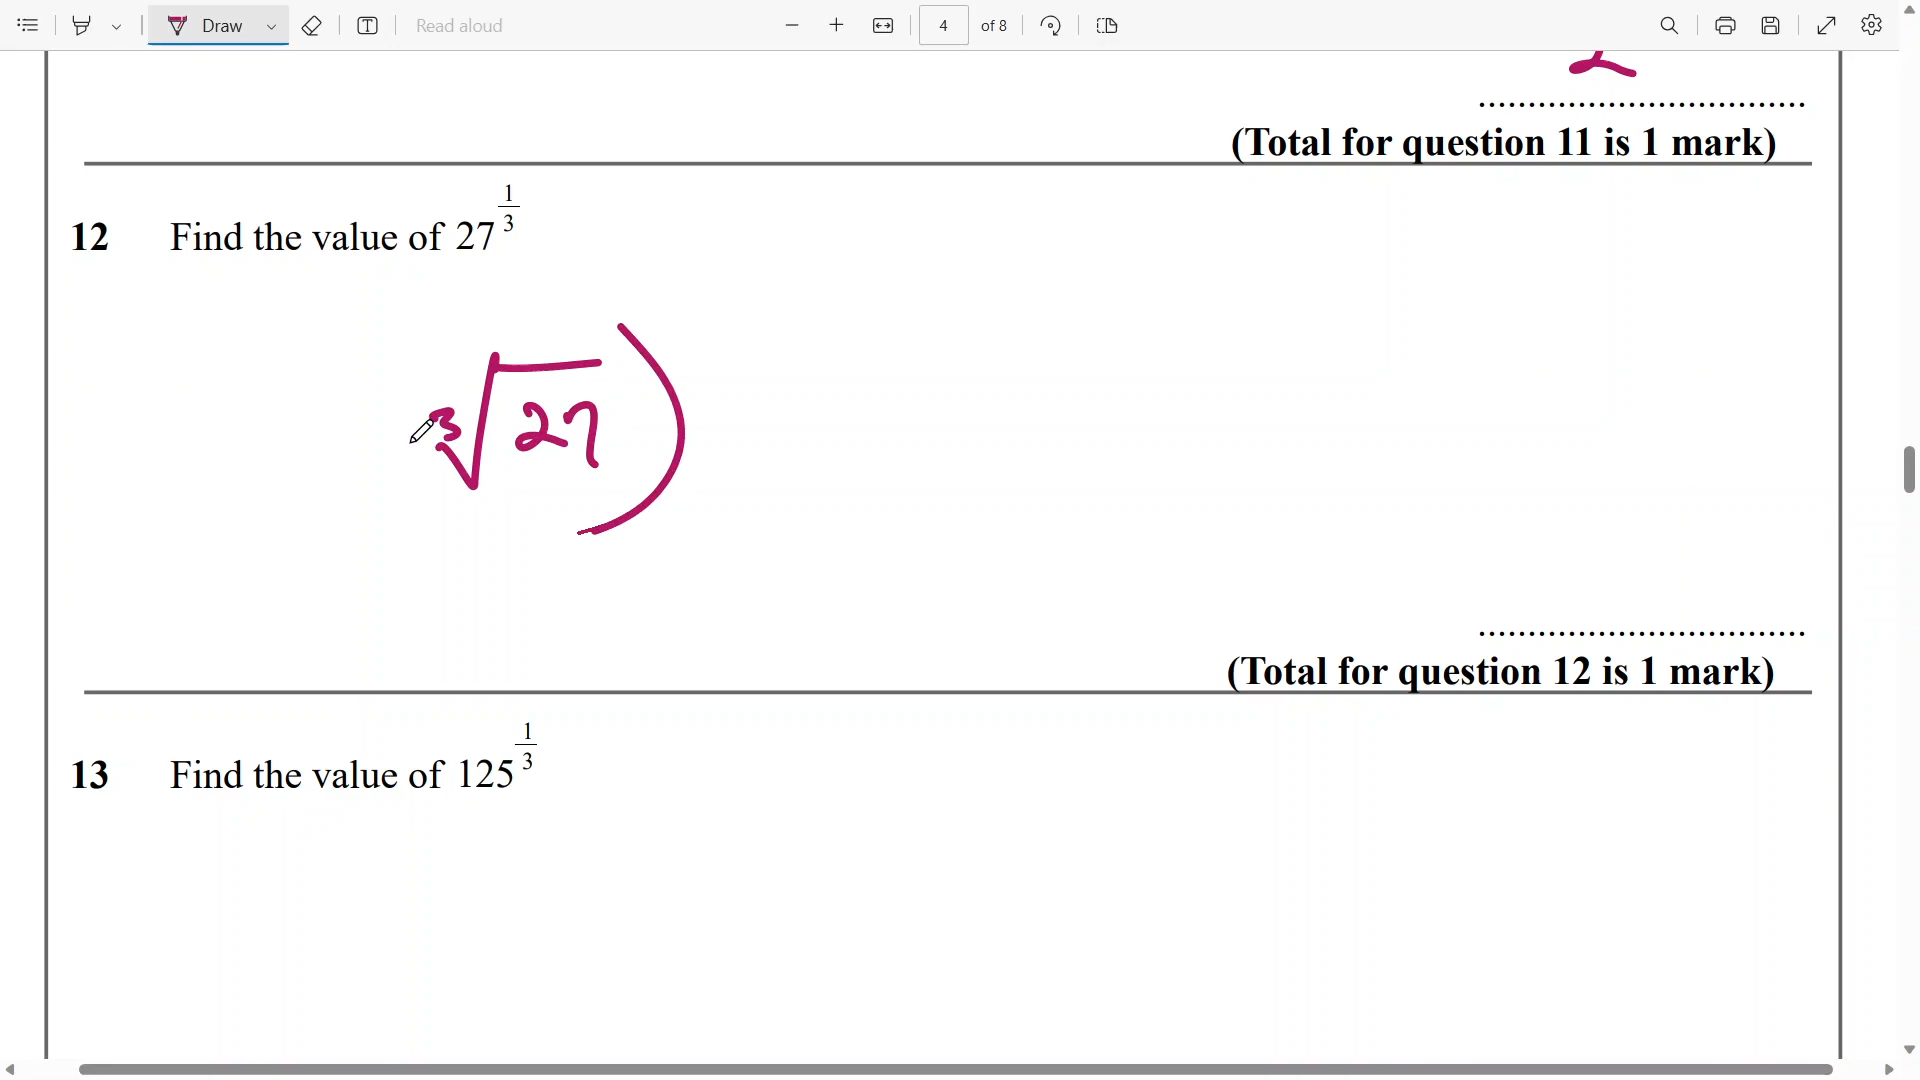 Draw Read aloud 4 of 8
2
.................................
(Total for question 11 is 1 mark)
12 Find the value of 27^{1/3}
∛27 )
.................................
(Total for question 12 is 1 mark)
13 Find the value of 125^{1/3}